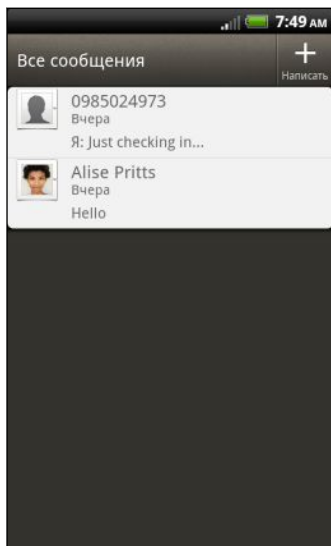 7:49 AM
Все сообщения
Написать
0985024973
Вчера
Я: Just checking in...
Alise Pritts
Вчера
Hello